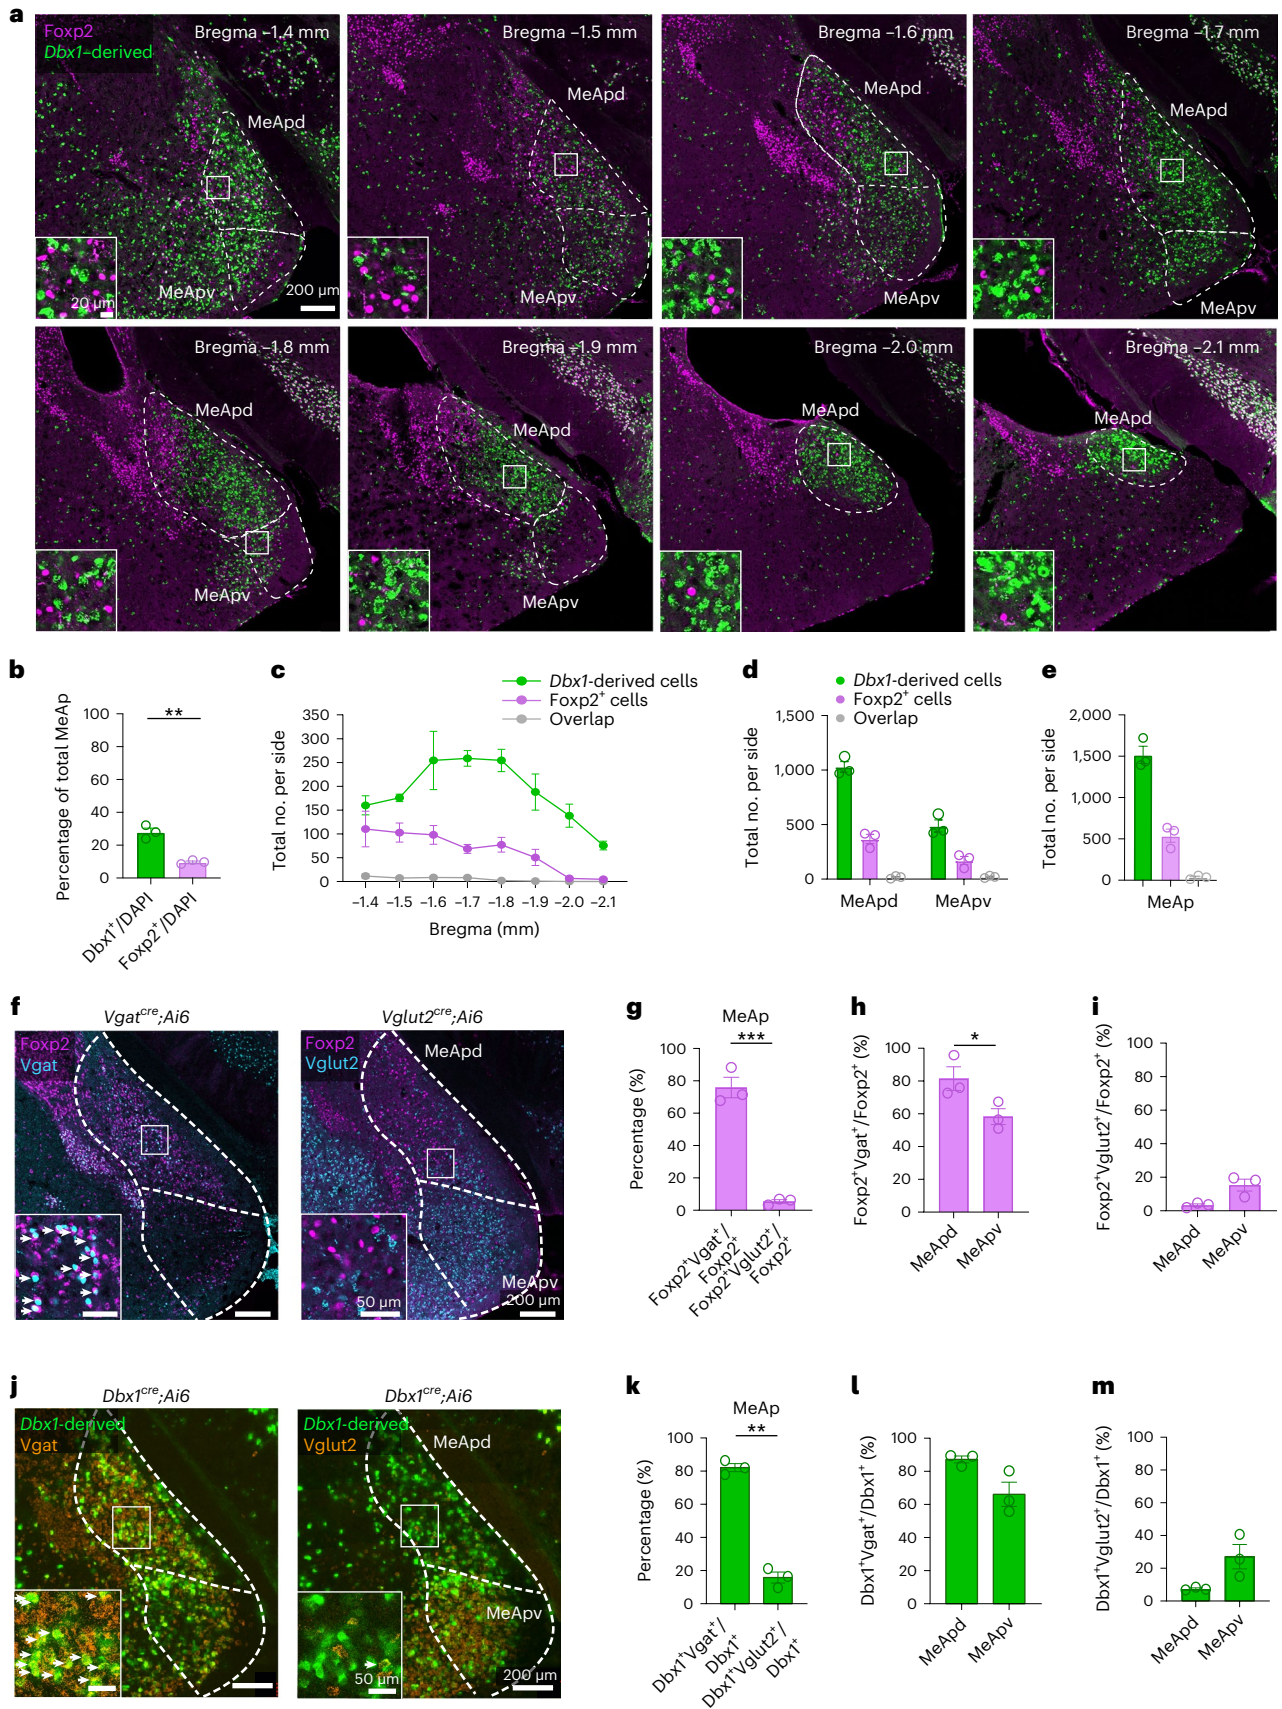 a
Foxp2
Dbx1-derived
Bregma –1.4 mm
MeApd
MeApv
20 µm
200 µm
Bregma –1.5 mm
MeApd
MeApv
Bregma –1.6 mm
MeApd
MeApv
Bregma –1.7 mm
MeApd
MeApv
Bregma –1.8 mm
MeApd
MeApv
Bregma –1.9 mm
MeApd
MeApv
Bregma –2.0 mm
MeApd
Bregma –2.1 mm
MeApd
b
Percentage of total MeAp
100
80
60
40
20
0
**
Dbx1⁺/DAPI
Foxp2⁺/DAPI
c
Dbx1-derived cells
Foxp2⁺ cells
Overlap
Total no. per side
350
300
250
200
150
100
50
0
–1.4 –1.5 –1.6 –1.7 –1.8 –1.9 –2.0 –2.1
Bregma (mm)
d
Dbx1-derived cells
Foxp2⁺ cells
Overlap
Total no. per side
1,500
1,000
500
0
MeApd MeApv
e
Total no. per side
2,000
1,500
1,000
500
0
MeAp
f
Vgatᶜʳᵉ;Ai6
Foxp2
Vgat
Vglut2ᶜʳᵉ;Ai6
Foxp2
Vglut2
MeApd
MeApv
50 µm
200 µm
g
MeAp
***
Percentage (%)
100
80
60
40
20
0
Foxp2⁺Vgat⁺/
Foxp2⁺
Foxp2⁺Vglut2⁺/
Foxp2⁺
h
*
Foxp2⁺Vgat⁺/Foxp2⁺ (%)
100
80
60
40
20
0
MeApd
MeApv
i
Foxp2⁺Vglut2⁺/Foxp2⁺ (%)
100
80
60
40
20
0
MeApd
MeApv
j
Dbx1ᶜʳᵉ;Ai6
Dbx1-derived
Vgat
Dbx1ᶜʳᵉ;Ai6
Dbx1-derived
Vglut2
MeApd
MeApv
50 µm
200 µm
k
MeAp
**
Percentage (%)
100
80
60
40
20
0
Dbx1⁺Vgat⁺/
Dbx1⁺
Dbx1⁺Vglut2⁺/
Dbx1⁺
l
Dbx1⁺Vgat⁺/Dbx1⁺ (%)
100
80
60
40
20
0
MeApd
MeApv
m
Dbx1⁺Vglut2⁺/Dbx1⁺ (%)
100
80
60
40
20
0
MeApd
MeApv